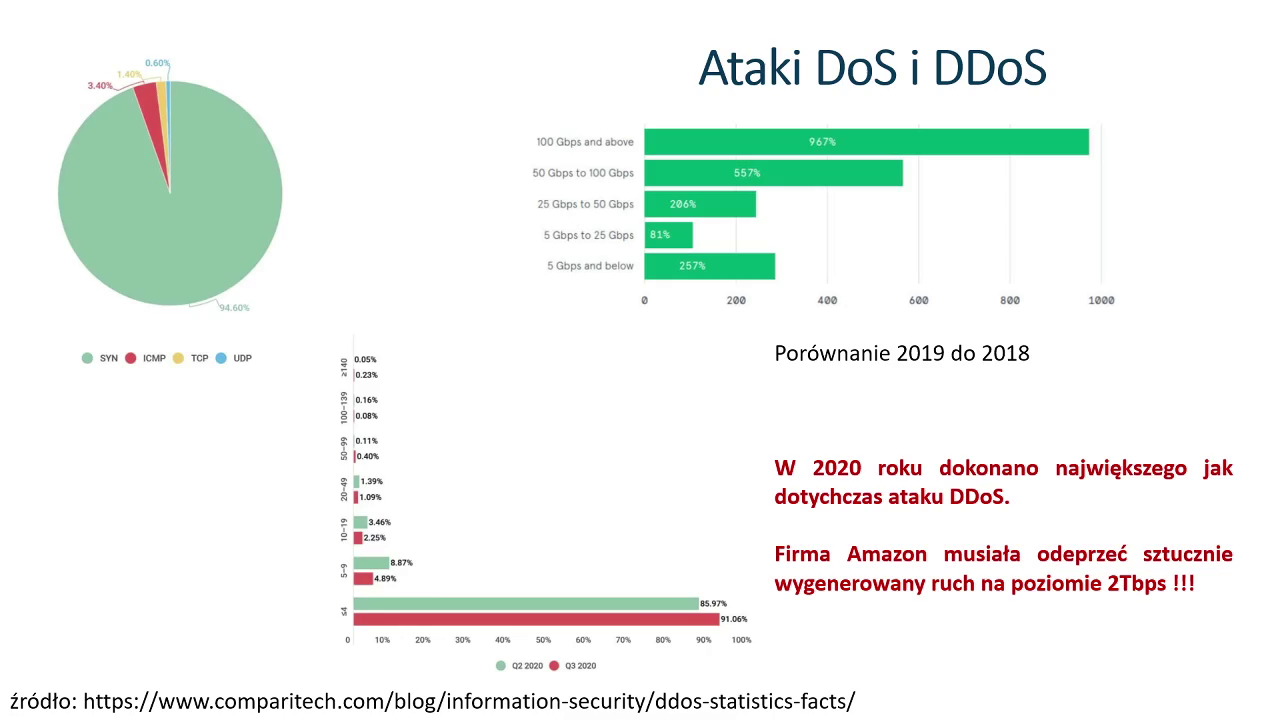 Ataki DoS i DDoS
0.60%
1.40%
3.40%
94.60%
SYN ICMP TCP UDP
100 Gbps and above 967%
50 Gbps to 100 Gbps 557%
25 Gbps to 50 Gbps 206%
5 Gbps to 25 Gbps 81%
5 Gbps and below 257%
0 200 400 600 800 1000
Porównanie 2019 do 2018
≥140 0.05%
0.23%
100–139 0.16%
0.08%
50–99 0.11%
0.40%
20–49 1.39%
1.09%
10–19 3.46%
2.25%
5–9 8.87%
4.89%
≤4 85.97%
91.06%
0 10% 20% 30% 40% 50% 60% 70% 80% 90% 100%
Q2 2020 Q3 2020
W 2020 roku dokonano największego jak
dotychczas ataku DDoS.
Firma Amazon musiała odeprzeć sztucznie
wygenerowany ruch na poziomie 2Tbps !!!
źródło: https://www.comparitech.com/blog/information-security/ddos-statistics-facts/